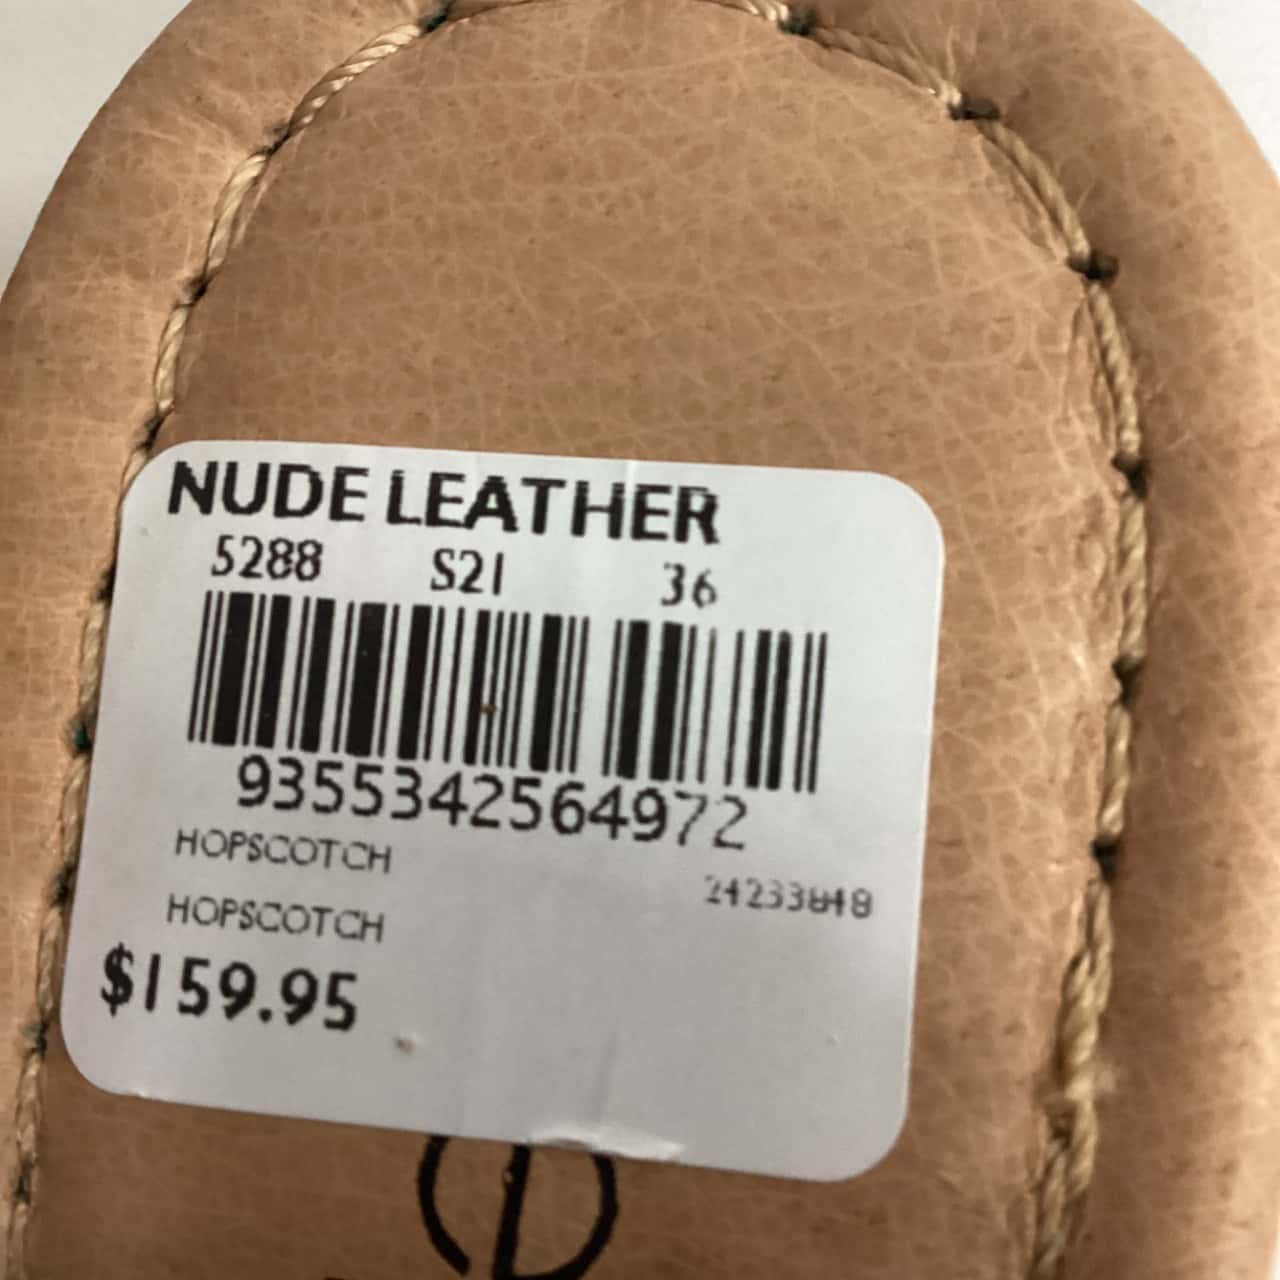 NUDE LEATHER
5288 S21 36
9355342564972
HOPSCOTCH
24233848
HOPSCOTCH
$159.95